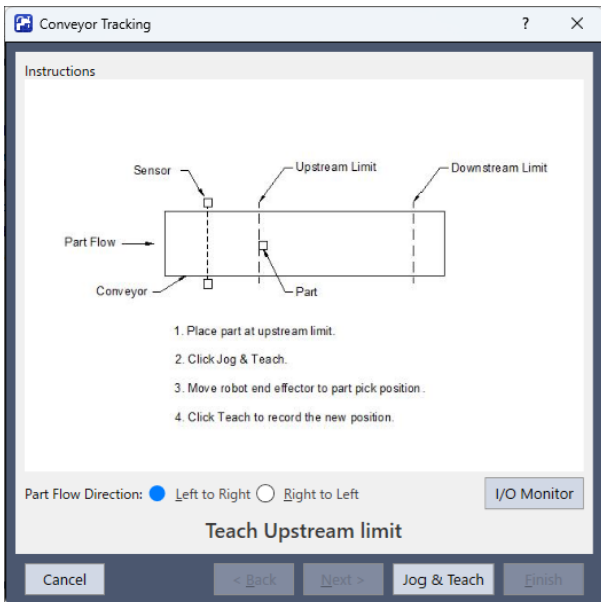 Conveyor Tracking
Instructions
Sensor
Upstream Limit
Downstream Limit
Part Flow
Conveyor
Part
1. Place part at upstream limit.
2. Click Jog & Teach.
3. Move robot end effector to part pick position.
4. Click Teach to record the new position.
Part Flow Direction: Left to Right Right to Left I/O Monitor
Teach Upstream limit
Cancel < Back Next > Jog & Teach Finish